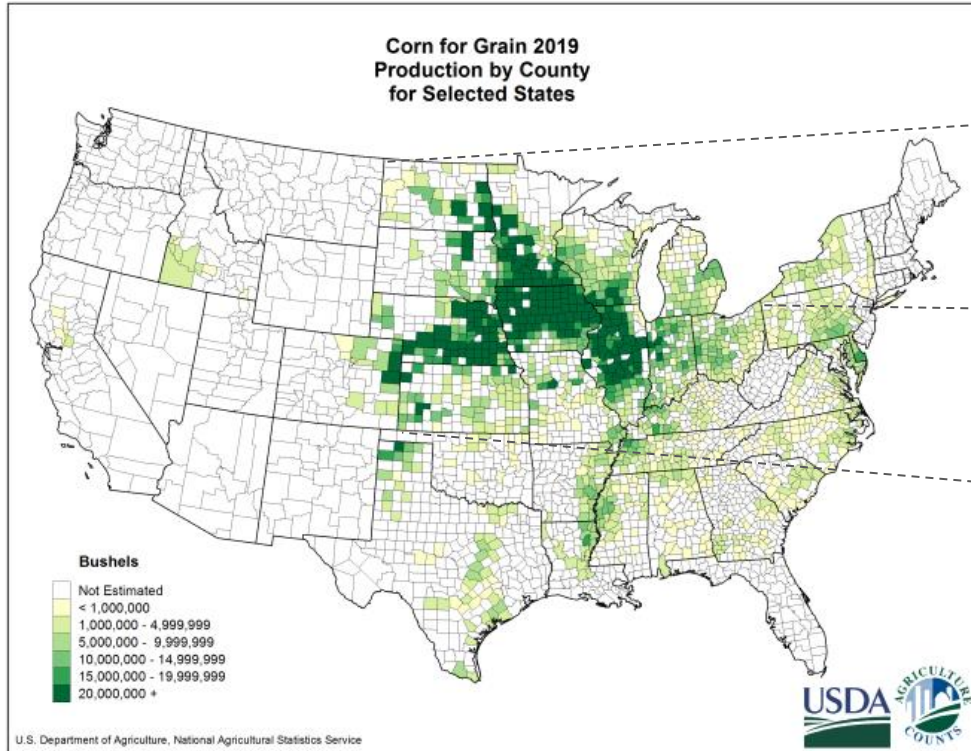 Corn for Grain 2019
Production by County
for Selected States
Bushels
Not Estimated
< 1,000,000
1,000,000 - 4,999,999
5,000,000 - 9,999,999
10,000,000 - 14,999,999
15,000,000 - 19,999,999
20,000,000 +
USDA
AGRICULTURE
COUNTS
U.S. Department of Agriculture, National Agricultural Statistics Service